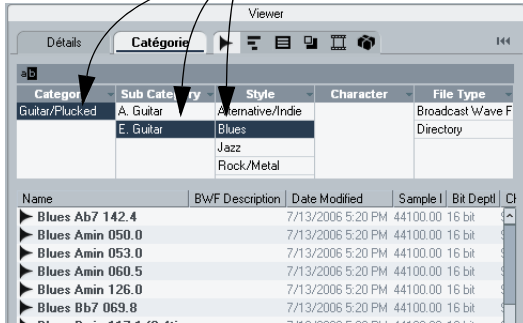 Viewer
Détails Catégorie
ab
Category Sub Category Style Character File Type
Guitar/Plucked A. Guitar Alternative/Indie Broadcast Wave F
E. Guitar Blues Directory
Jazz
Rock/Metal
Name BWF Description Date Modified Sample I Bit Deptl
Blues Ab7 142.4 7/13/2006 5:20 PM 44100.00 16 bit
Blues Amin 050.0 7/13/2006 5:20 PM 44100.00 16 bit
Blues Amin 053.0 7/13/2006 5:20 PM 44100.00 16 bit
Blues Amin 060.5 7/13/2006 5:20 PM 44100.00 16 bit
Blues Amin 126.0 7/13/2006 5:20 PM 44100.00 16 bit
Blues Bb7 069.8 7/13/2006 5:20 PM 44100.00 16 bit